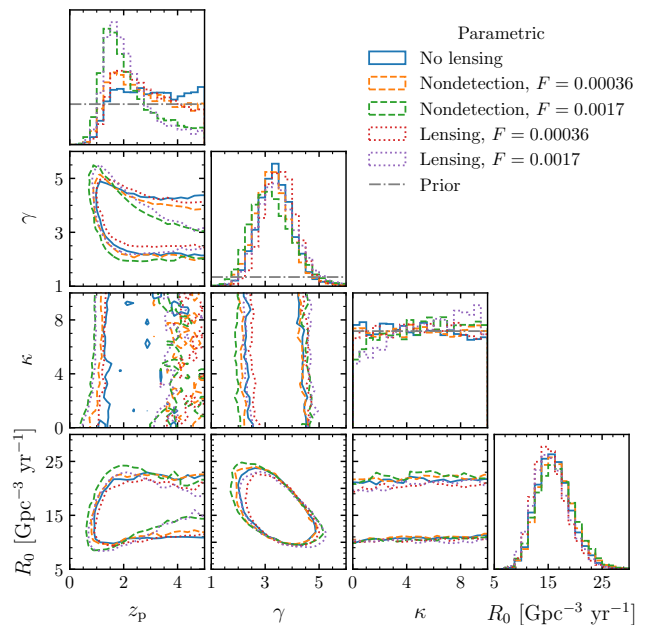 Parametric
No lensing
Nondetection, F = 0.00036
Nondetection, F = 0.0017
Lensing, F = 0.00036
Lensing, F = 0.0017
Prior
5
3
1
γ
8
4
0
κ
25
15
5
R₀ [Gpc⁻³ yr⁻¹]
0 2 4
1 3 5
0 4 8
5 15 25
z_p
γ
κ
R₀ [Gpc⁻³ yr⁻¹]